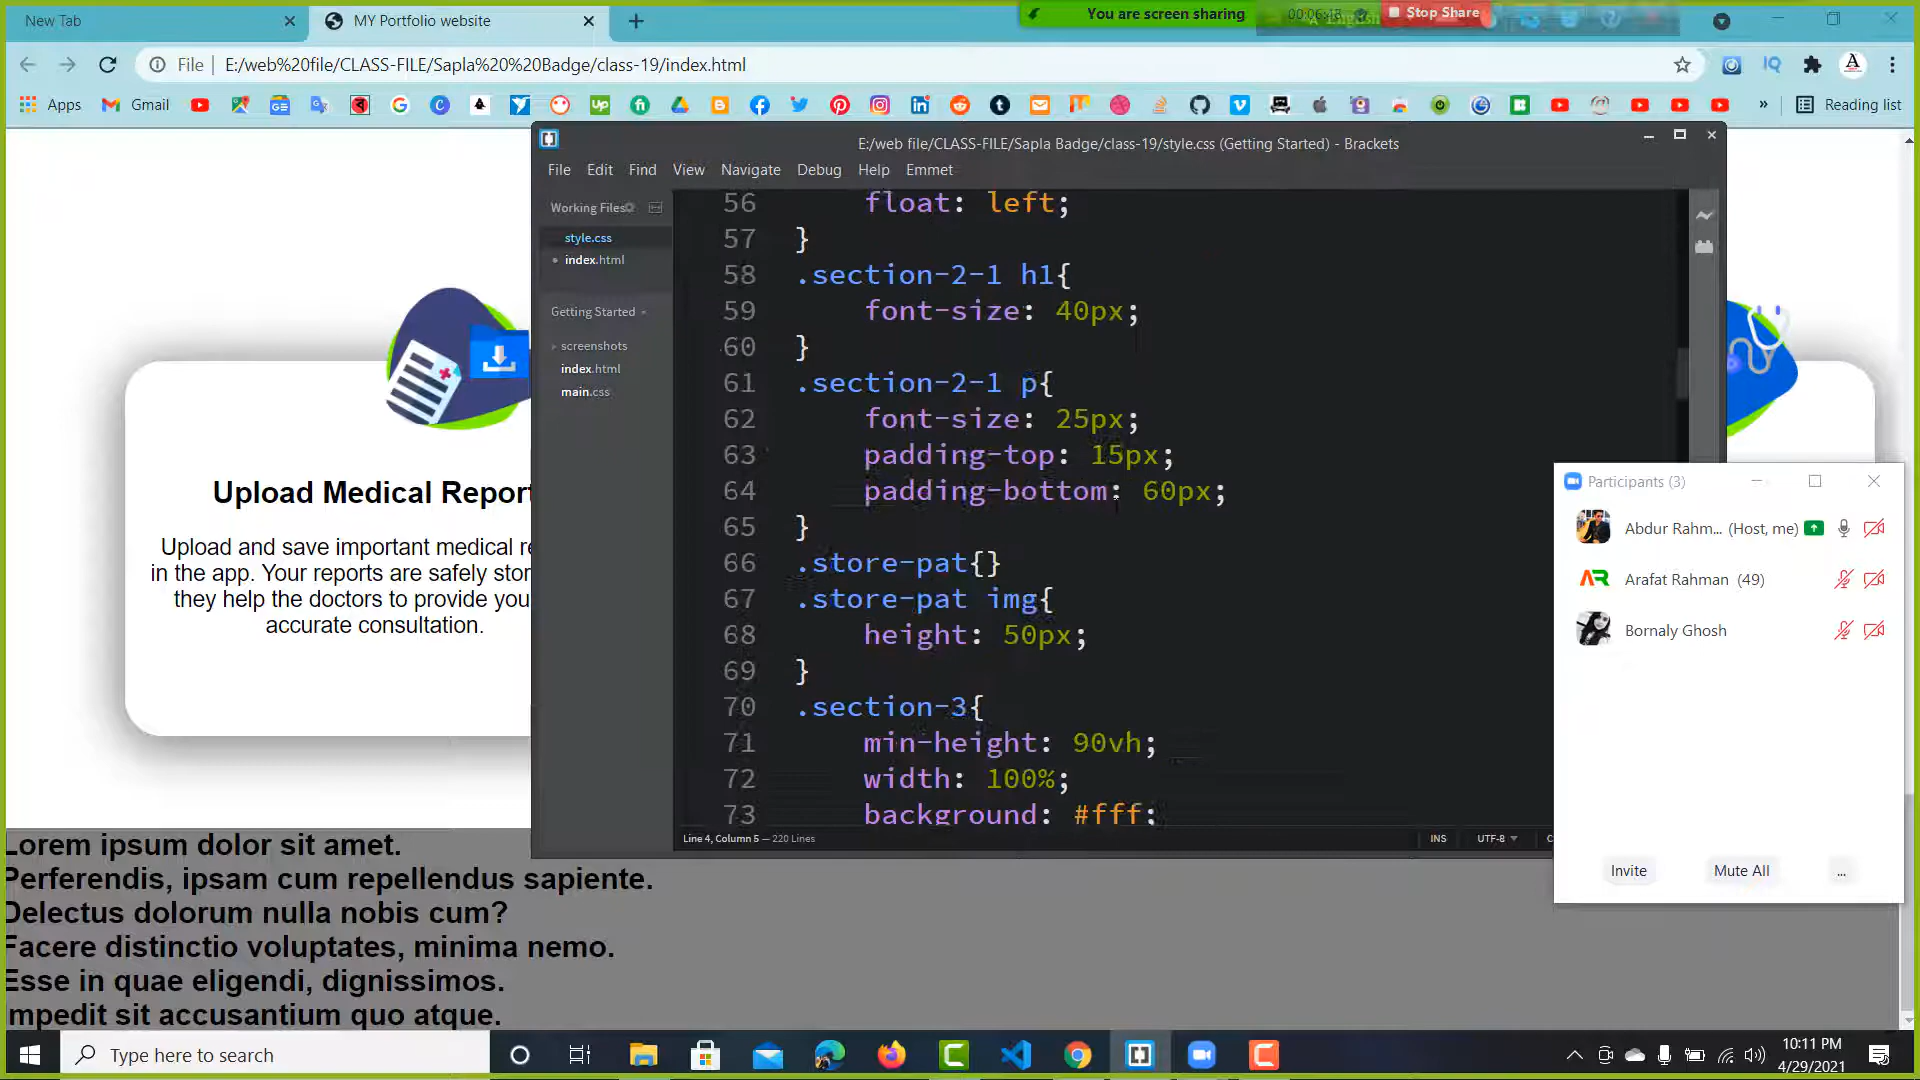 New Tab
MY Portfolio website
You are screen sharing
00:06:48
English
Stop Share
File
E:/web%20file/CLASS-FILE/Sapla%20%20Badge/class-19/index.html
Apps
Gmail
Reading list
E:/web file/CLASS-FILE/Sapla Badge/class-19/style.css (Getting Started) - Brackets
File Edit Find View Navigate Debug Help Emmet
Working Files
style.css
index.html
Getting Started
screenshots
index.html
main.css
56 float: left;
57 }
58 .section-2-1 h1{
59 font-size: 40px;
60 }
61 .section-2-1 p{
62 font-size: 25px;
63 padding-top: 15px;
64 padding-bottom: 60px;
65 }
66 .store-pat{}
67 .store-pat img{
68 height: 50px;
69 }
70 .section-3{
71 min-height: 90vh;
72 width: 100%;
73 background: #fff;
Line 4, Column 5 — 220 Lines
INS
UTF-8
Upload Medical Report
Upload and save important medical re
in the app. Your reports are safely stor
they help the doctors to provide you
accurate consultation.
Participants (3)
Abdur Rahm... (Host, me)
Arafat Rahman (49)
Bornaly Ghosh
Invite
Mute All
...
Lorem ipsum dolor sit amet.
Perferendis, ipsam cum repellendus sapiente.
Delectus dolorum nulla nobis cum?
Facere distinctio voluptates, minima nemo.
Esse in quae eligendi, dignissimos.
Impedit sit accusantium quo atque.
Type here to search
10:11 PM
4/29/2021